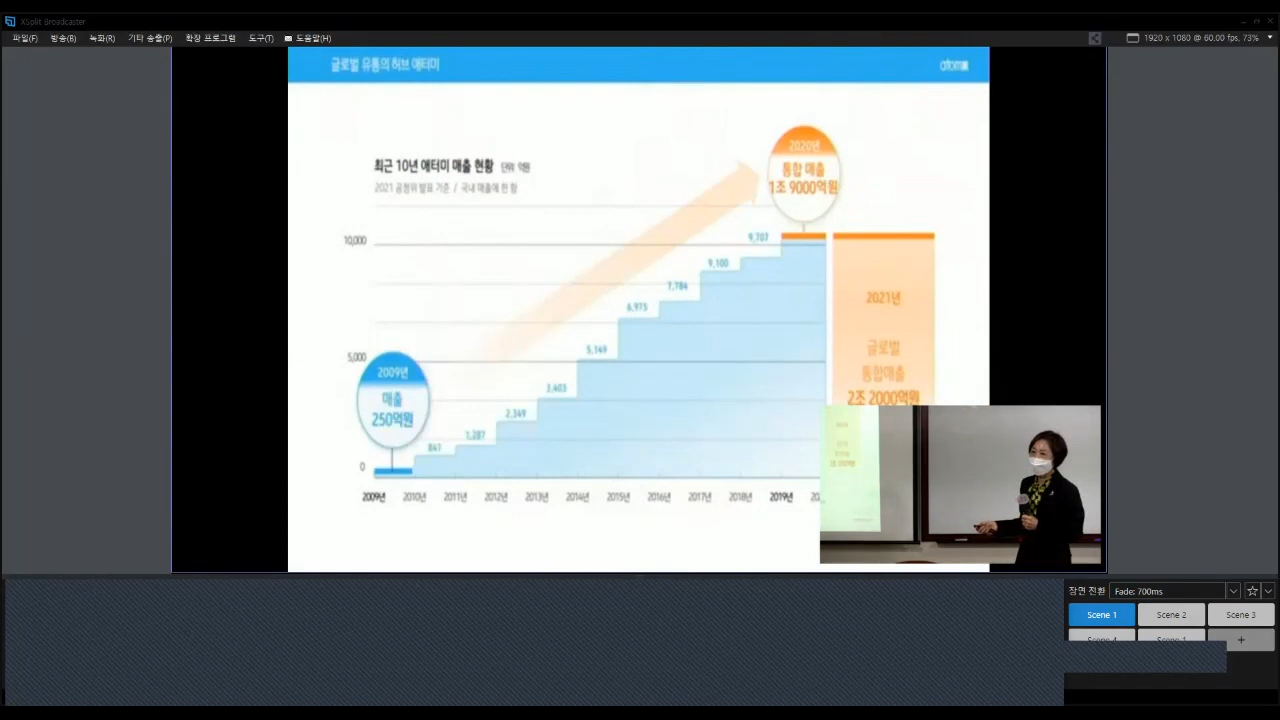 XSplit Broadcaster
파일(F) 방송(B) 녹화(R) 기타 송출(P) 확장 프로그램 도구(T) 도움말(H)
1920 x 1080 @ 60.00 fps, 73%
글로벌 유통의 허브 애터미
atomy
2020년
통합 매출
1조 9000억원
최근 10년 애터미 매출 현황 단위: 억원
2021 공정위 발표 기준 / 국내 매출에 한 함
10,000
9,707
9,100
7,784
6,973
5,149
3,403
2,349
1,287
847
5,000
0
2009년
매출
250억원
2021년
글로벌
통합매출
2조 2000억원
2009년 2010년 2011년 2012년 2013년 2014년 2015년 2016년 2017년 2018년 2019년
장면 전환 Fade: 700ms
Scene 1 Scene 2 Scene 3
+